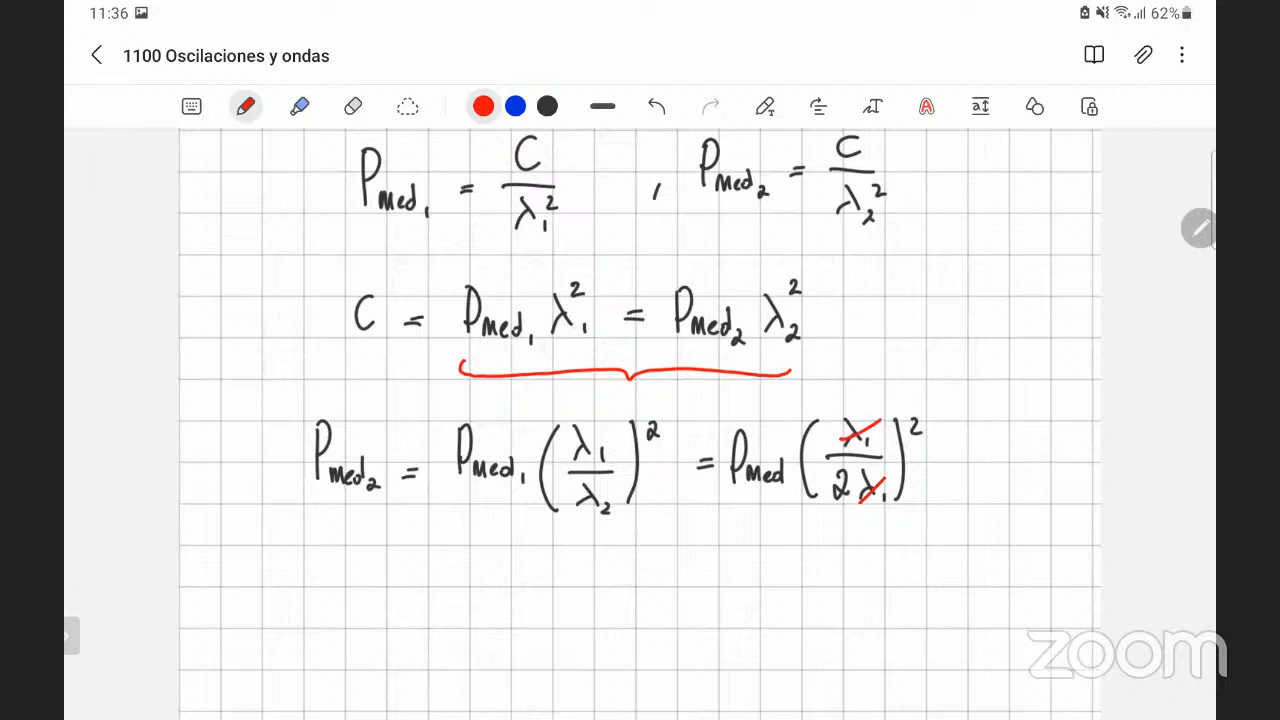 11:36 62%
1100 Oscilaciones y ondas
P_med₁ = C/λ₁² , P_med₂ = C/λ₂²
C = P_med₁ λ₁² = P_med₂ λ₂²
P_med₂ = P_med₁ (λ₁/λ₂)² = P_med (λ₁/2λ₁)²
zoom